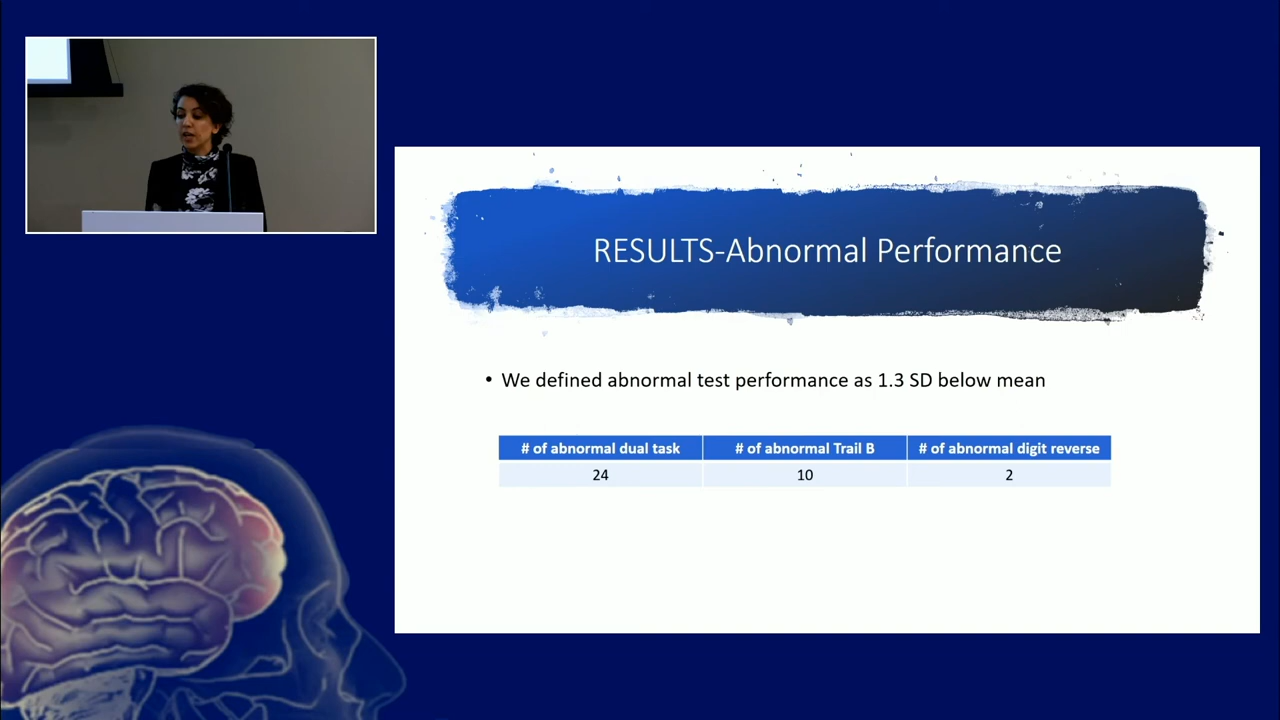 RESULTS-Abnormal Performance
• We defined abnormal test performance as 1.3 SD below mean
# of abnormal dual task # of abnormal Trail B # of abnormal digit reverse
24 10 2